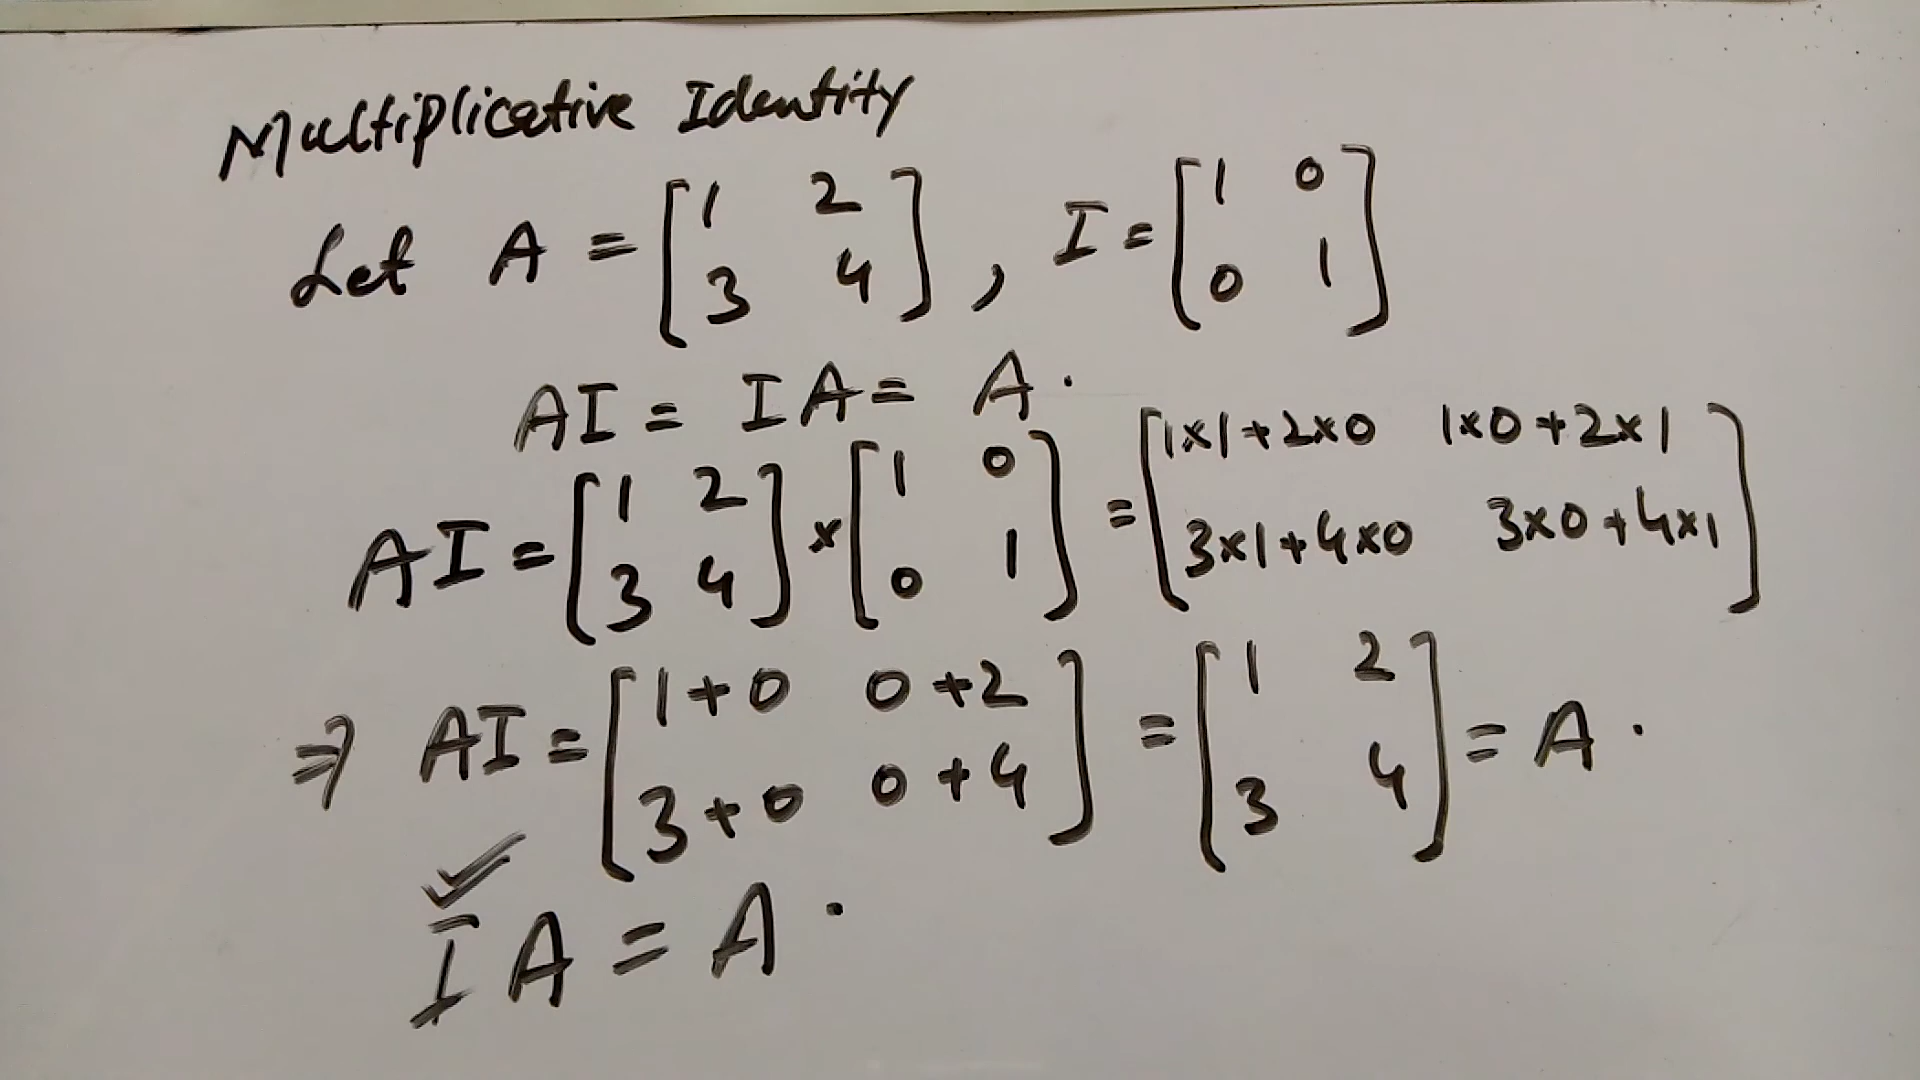 Multiplicative Identity
Let A = [1 2 3 4], I = [1 0 0 1]
AI = IA = A.
AI = [1 2 3 4] × [1 0 0 1] = [1×1+2×0 1×0+2×1 3×1+4×0 3×0+4×1]
⇒ AI = [1+0 0+2 3+0 0+4] = [1 2 3 4] = A.
✓
IA = A.